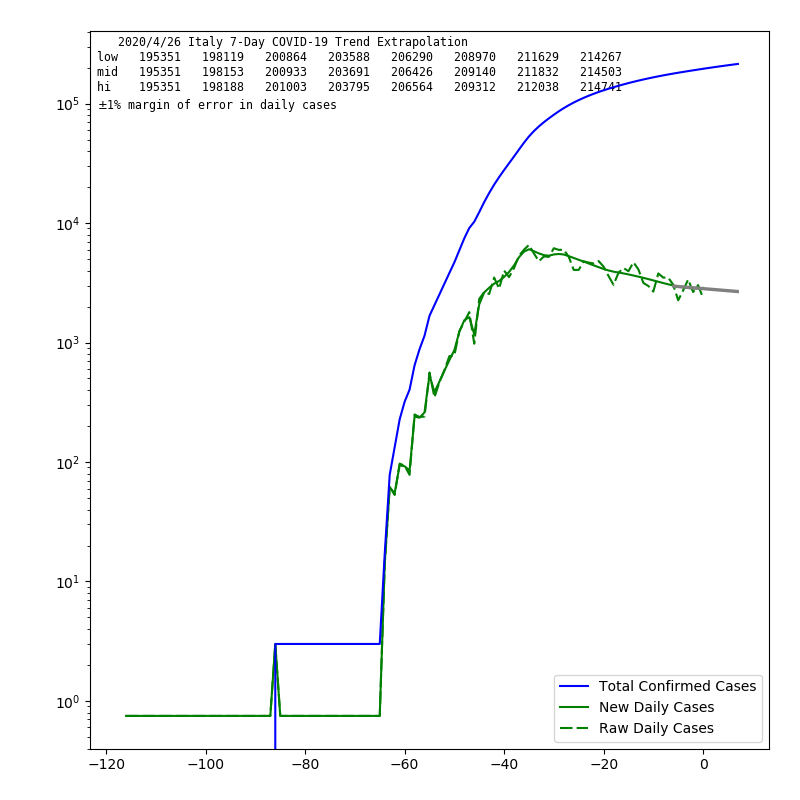 2020/4/26 Italy 7-Day COVID-19 Trend Extrapolation
low 195351 198119 200864 203588 206290 208970 211629 214267
mid 195351 198153 200933 203691 206426 209140 211832 214503
hi 195351 198188 201003 203795 206564 209312 212038 214741
±1% margin of error in daily cases
10⁵
10⁴
10³
10²
10¹
10⁰
Total Confirmed Cases
New Daily Cases
Raw Daily Cases
−120 −100 −80 −60 −40 −20 0